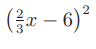 (2/3x − 6)²